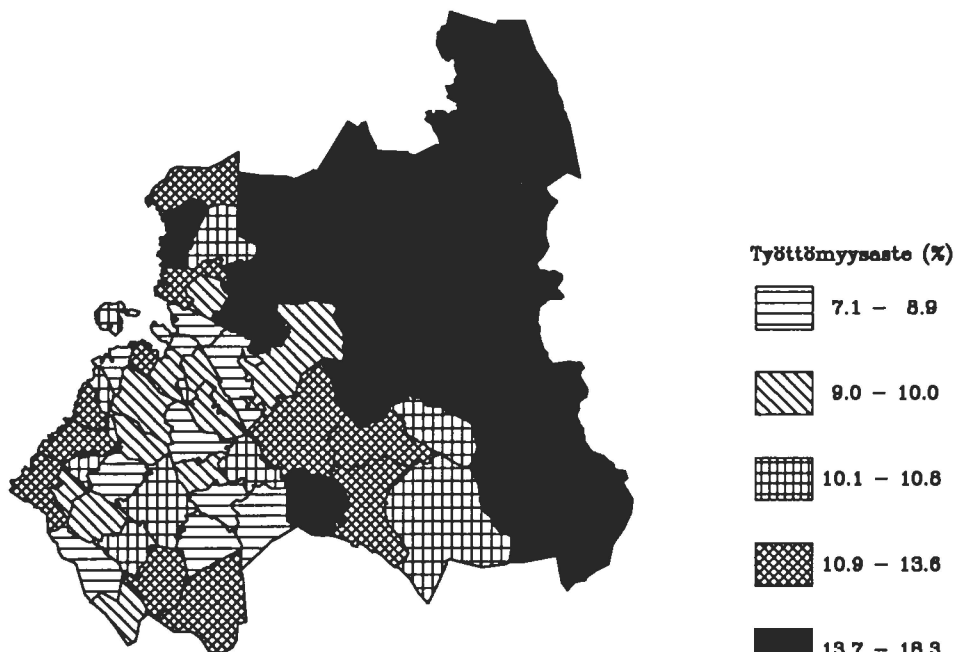 Työttömyysaste (%)
7.1 - 8.9
9.0 - 10.0
10.1 - 10.8
10.9 - 13.6
13.7 - 18.3